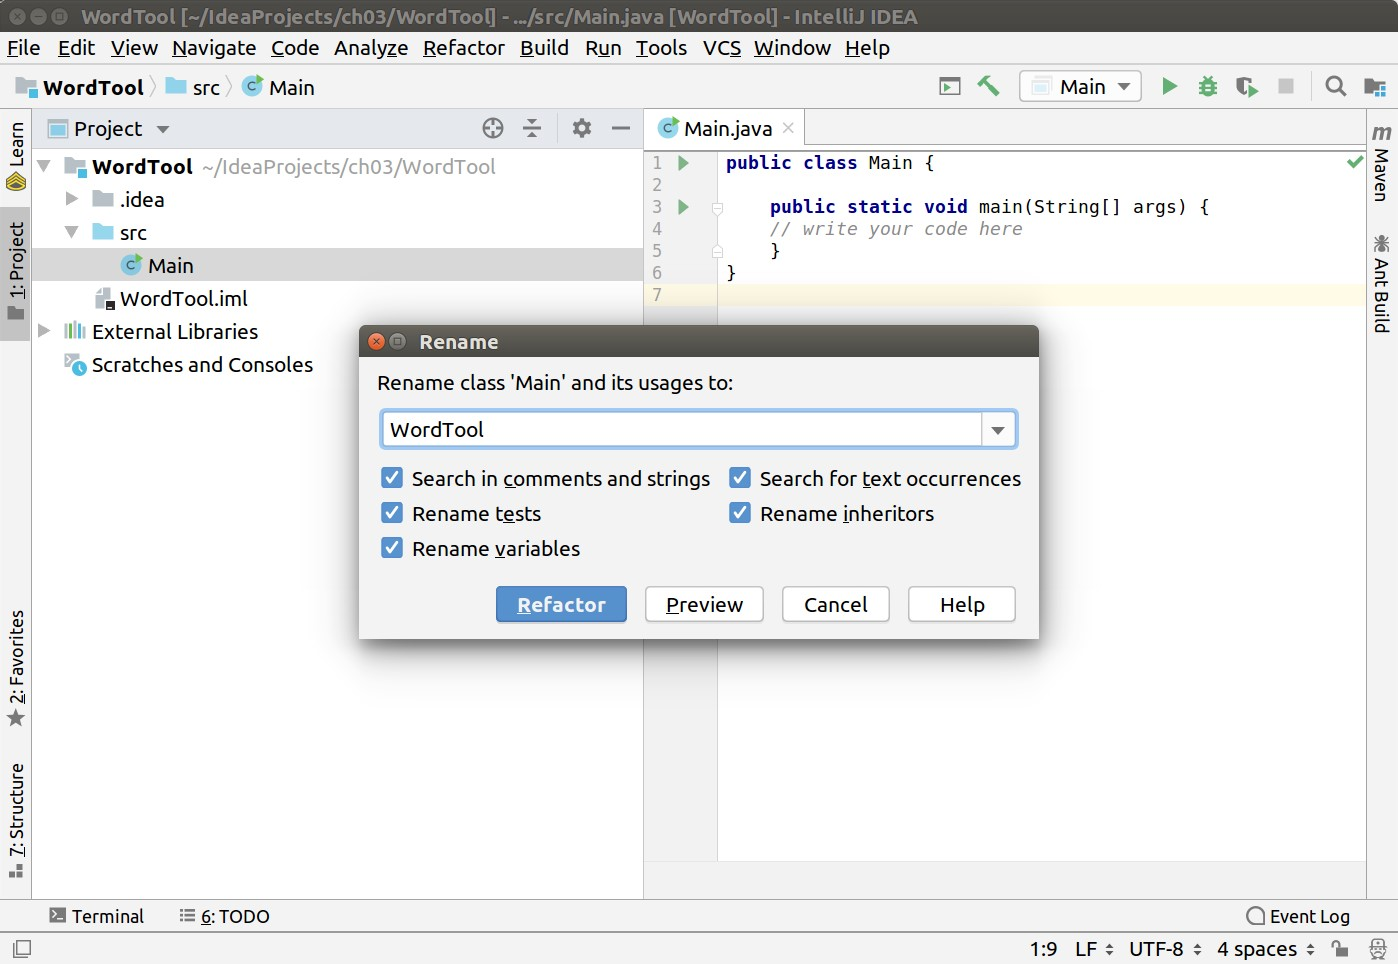 WordTool [~/IdeaProjects/ch03/WordTool] - .../src/Main.java [WordTool] - IntelliJ IDEA
File Edit View Navigate Code Analyze Refactor Build Run Tools VCS Window Help
WordTool src Main Main
Learn
1: Project
2: Favorites
7: Structure
Project
WordTool ~/IdeaProjects/ch03/WordTool
.idea
src
Main
WordTool.iml
External Libraries
Scratches and Consoles
Main.java
1 public class Main {
2
3 public static void main(String[] args) {
4 // write your code here
5 }
6 }
7
m Maven
Ant Build
Rename
Rename class 'Main' and its usages to:
WordTool
Search in comments and strings Search for text occurrences
Rename tests Rename inheritors
Rename variables
Refactor Preview Cancel Help
Terminal 6: TODO Event Log
1:9 LF UTF-8 4 spaces